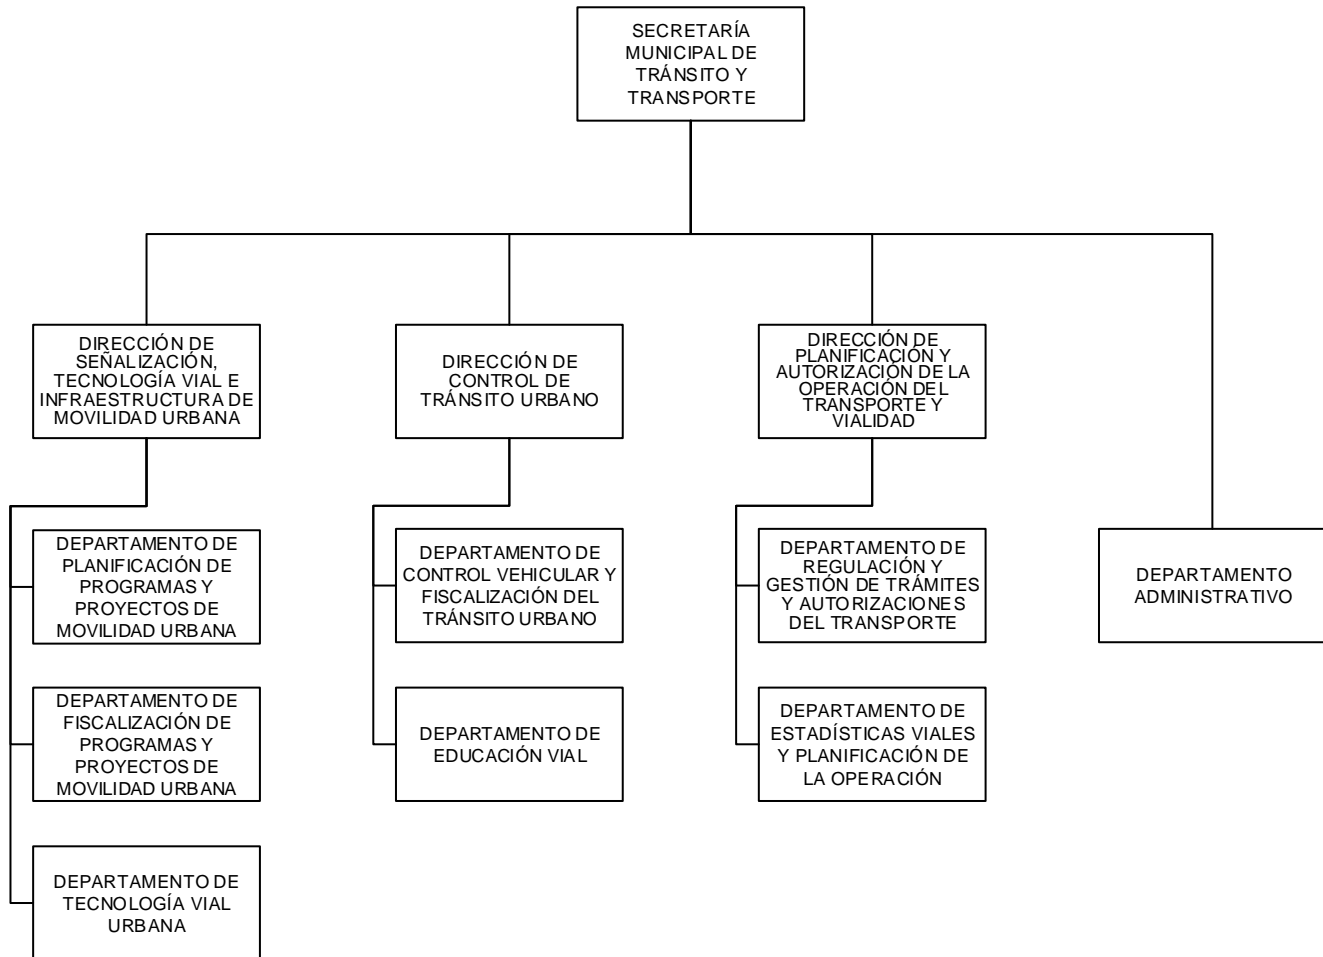 SECRETARÍA
MUNICIPAL DE
TRÁNSITO Y
TRANSPORTE
DIRECCIÓN DE
SEÑALIZACIÓN,
TECNOLOGÍA VIAL E
INFRAESTRUCTURA DE
MOVILIDAD URBANA
DIRECCIÓN DE
CONTROL DE
TRÁNSITO URBANO
DIRECCIÓN DE
PLANIFICACIÓN Y
AUTORIZACIÓN DE LA
OPERACIÓN DEL
TRANSPORTE Y
VIALIDAD
DEPARTAMENTO DE
PLANIFICACIÓN DE
PROGRAMAS Y
PROYECTOS DE
MOVILIDAD URBANA
DEPARTAMENTO DE
CONTROL VEHICULAR Y
FISCALIZACIÓN DEL
TRÁNSITO URBANO
DEPARTAMENTO DE
REGULACIÓN Y
GESTIÓN DE TRÁMITES
Y AUTORIZACIONES
DEL TRANSPORTE
DEPARTAMENTO
ADMINISTRATIVO
DEPARTAMENTO DE
FISCALIZACIÓN DE
PROGRAMAS Y
PROYECTOS DE
MOVILIDAD URBANA
DEPARTAMENTO DE
EDUCACIÓN VIAL
DEPARTAMENTO DE
ESTADÍSTICAS VIALES
Y PLANIFICACIÓN DE
LA OPERACIÓN
DEPARTAMENTO DE
TECNOLOGÍA VIAL
URBANA